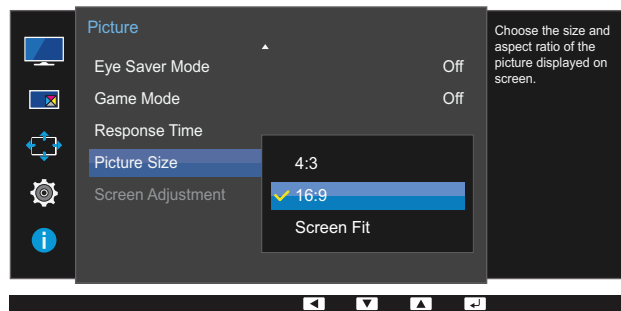 Picture
Eye Saver Mode Off
Game Mode Off
Response Time
Picture Size
Screen Adjustment
4:3
16:9
Screen Fit
Choose the size and
aspect ratio of the
picture displayed on
screen.